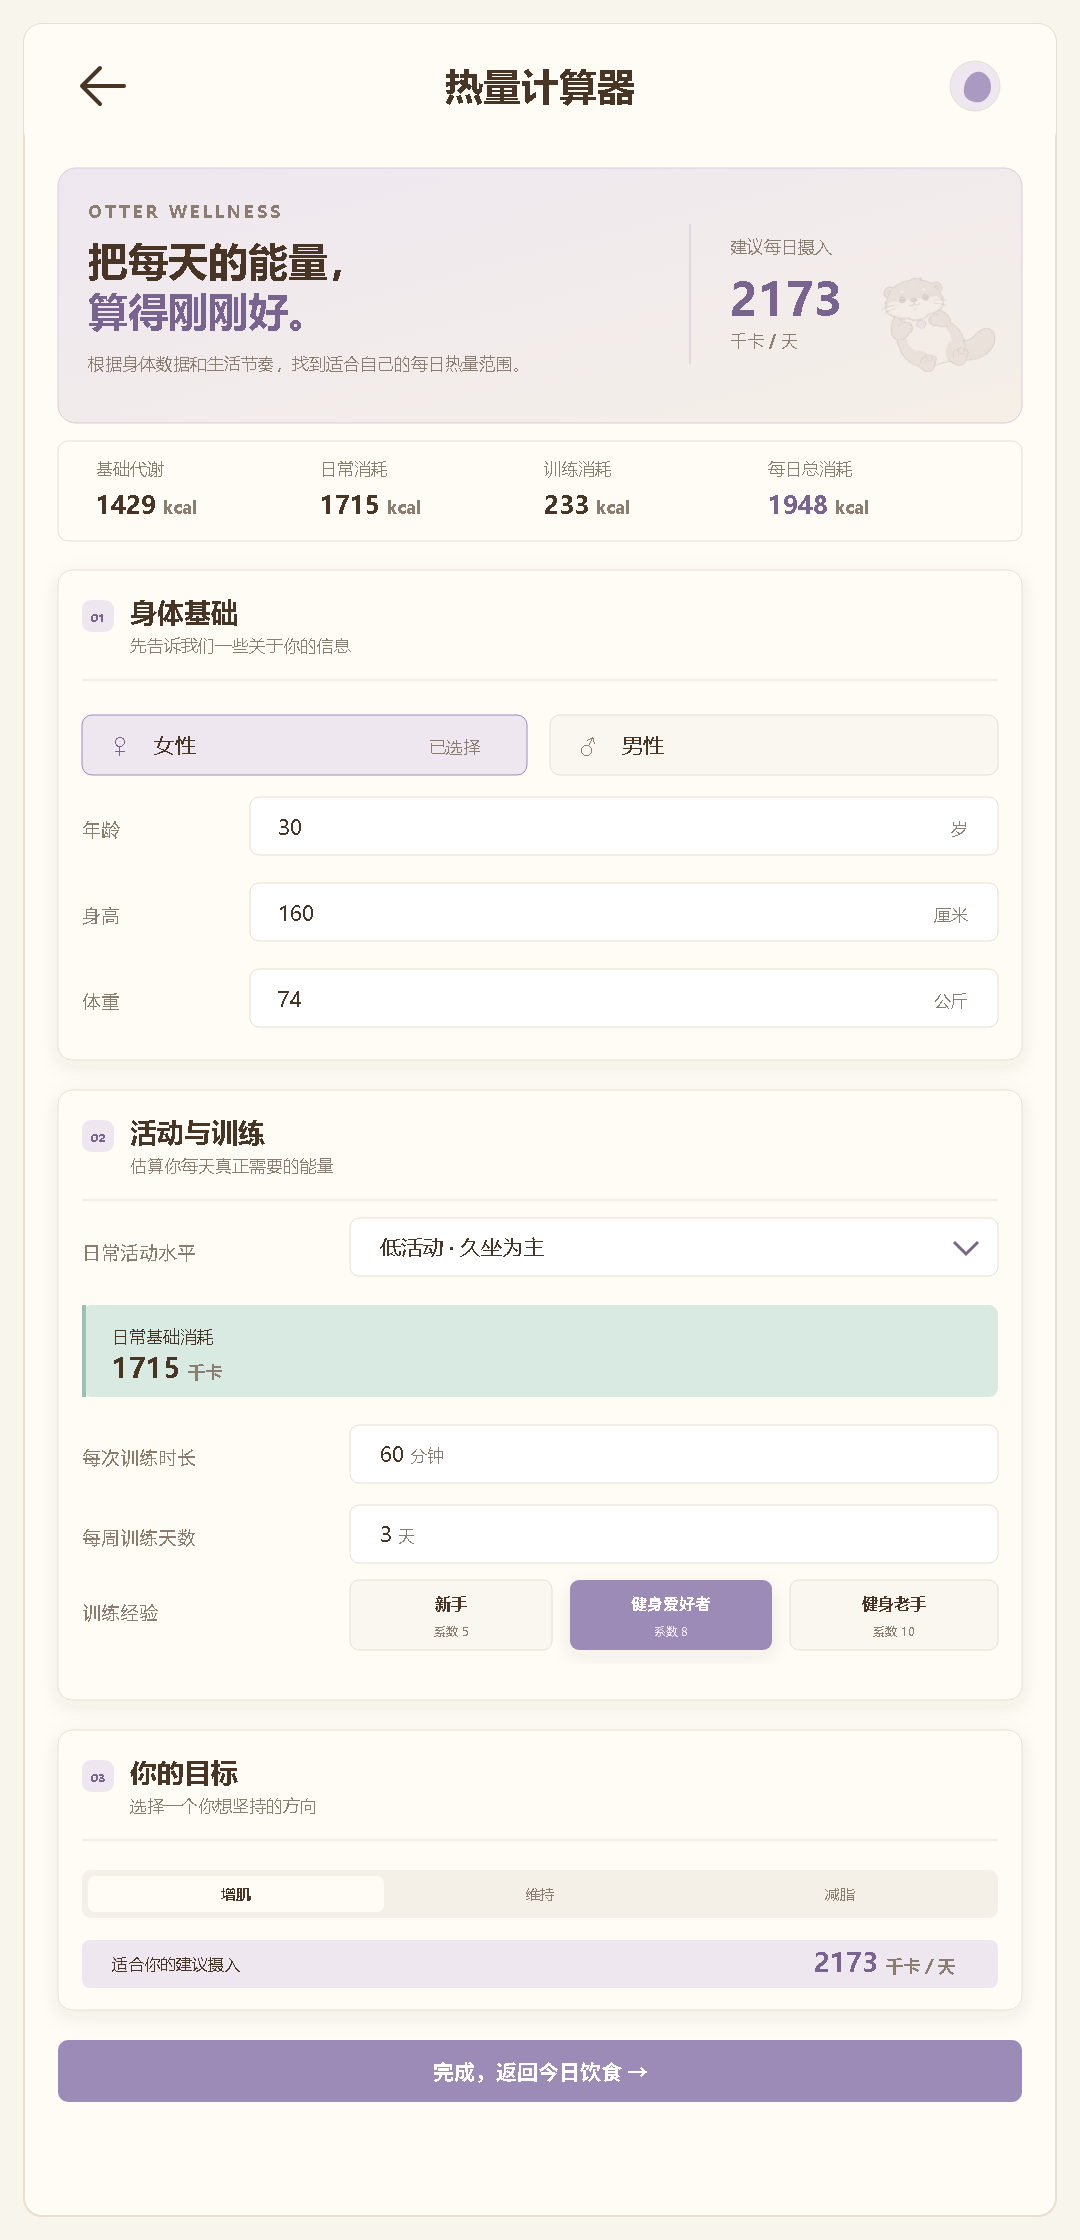 热量计算器
OTTER WELLNESS
把每天的能量，
算得刚刚好。
根据身体数据和生活节奏，找到适合自己的每日热量范围。
建议每日摄入
2173
千卡 / 天
基础代谢
1429 kcal
日常消耗
1715 kcal
训练消耗
233 kcal
每日总消耗
1948 kcal
01 身体基础
先告诉我们一些关于你的信息
♀ 女性 已选择
♂ 男性
年龄 30 岁
身高 160 厘米
体重 74 公斤
02 活动与训练
估算你每天真正需要的能量
日常活动水平 低活动 · 久坐为主
日常基础消耗
1715 千卡
每次训练时长 60 分钟
每周训练天数 3 天
训练经验
新手
系数 5
健身爱好者
系数 8
健身老手
系数 10
03 你的目标
选择一个你想坚持的方向
增肌 维持 减脂
适合你的建议摄入 2173 千卡 / 天
完成，返回今日饮食 →